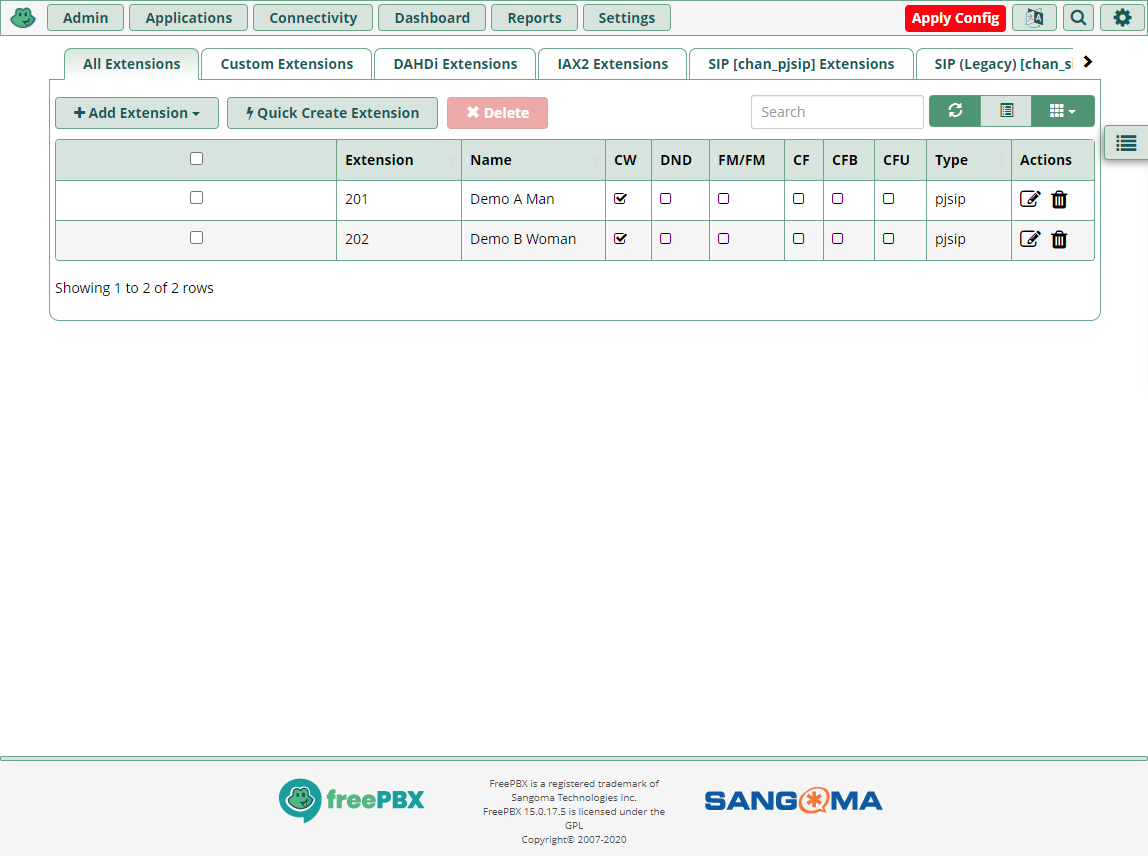 Admin Applications Connectivity Dashboard Reports Settings Apply Config
All Extensions Custom Extensions DAHDi Extensions IAX2 Extensions SIP [chan_pjsip] Extensions SIP (Legacy) [chan_s
Add Extension Quick Create Extension Delete Search
Extension Name CW DND FM/FM CF CFB CFU Type Actions
201 Demo A Man pjsip
202 Demo B Woman pjsip
Showing 1 to 2 of 2 rows
freePBX
FreePBX is a registered trademark of
Sangoma Technologies Inc.
FreePBX 15.0.17.5 is licensed under the
GPL
Copyright© 2007-2020
SANGOMA